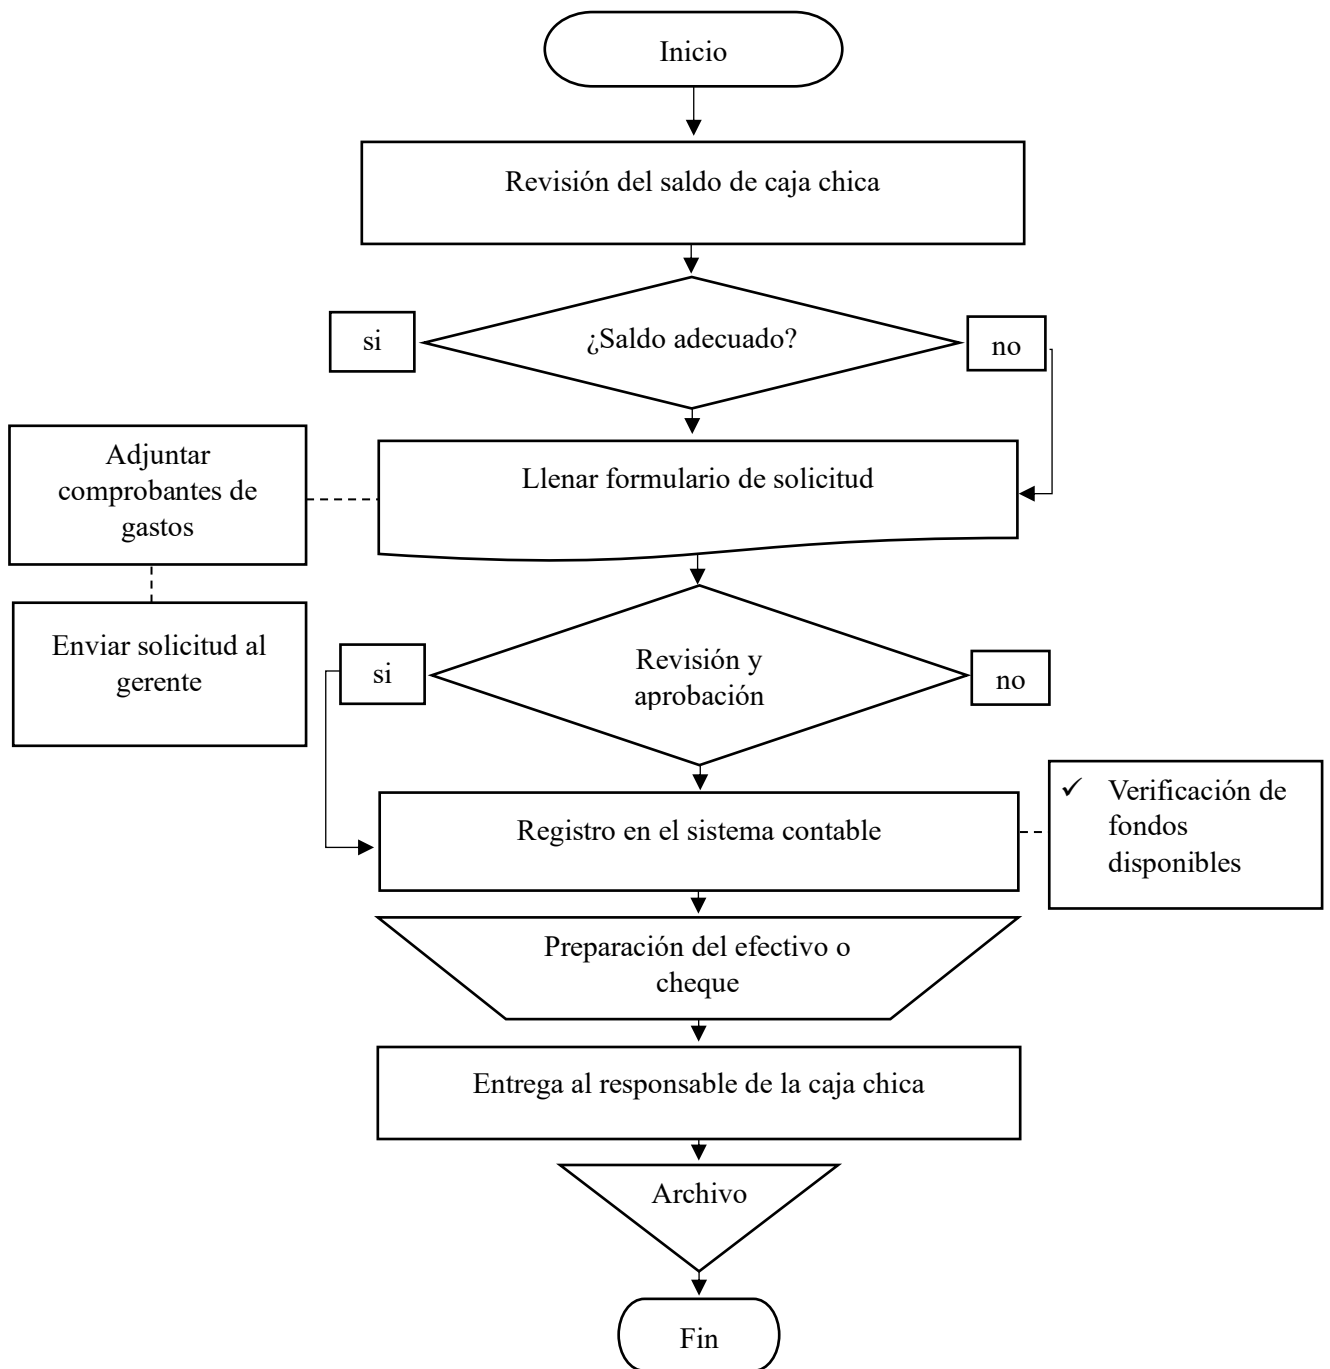 Inicio
Revisión del saldo de caja chica
si
¿Saldo adecuado?
no
Adjuntar
comprobantes de
gastos
Llenar formulario de solicitud
Enviar solicitud al
gerente
si
Revisión y
aprobación
no
✓ Verificación de
fondos
disponibles
Registro en el sistema contable
Preparación del efectivo o
cheque
Entrega al responsable de la caja chica
Archivo
Fin